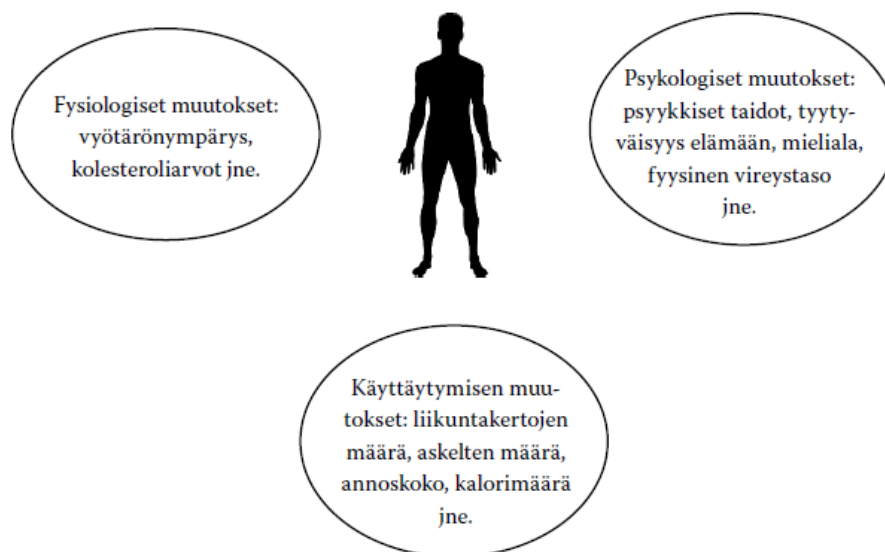 Fysiologiset muutokset:
vyötärönympärys,
kolesteroliarvot jne.
Psykologiset muutokset:
psyykkiset taidot, tyyty-
väisyys elämään, mieliala,
fyysinen vireystaso
jne.
Käyttäytymisen muu-
tokset: liikuntakertojen
määrä, askelten määrä,
annoskoko, kalorimäärä
jne.